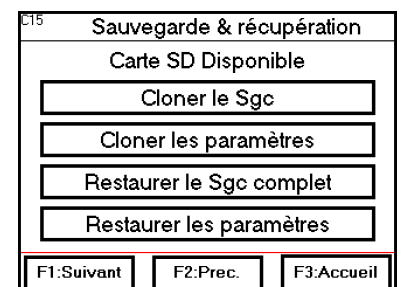 C15
Sauvegarde & récupération
Carte SD Disponible
Cloner le Sgc
Cloner les paramètres
Restaurer le Sgc complet
Restaurer les paramètres
F1:Suivant F2:Prec. F3:Accueil